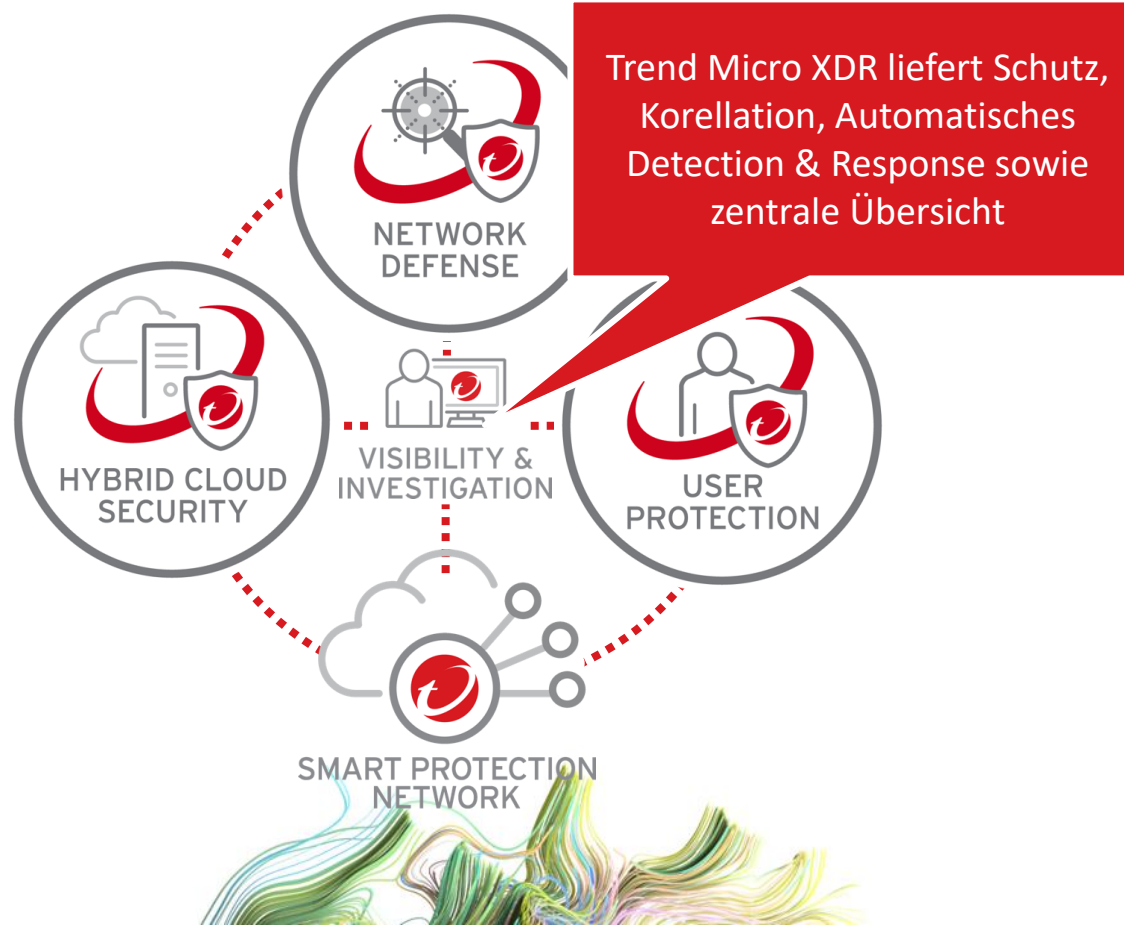 Trend Micro XDR liefert Schutz,
Korellation, Automatisches
Detection & Response sowie
zentrale Übersicht
NETWORK
DEFENSE
HYBRID CLOUD
SECURITY
VISIBILITY &
INVESTIGATION
USER
PROTECTION
SMART PROTECTION
NETWORK